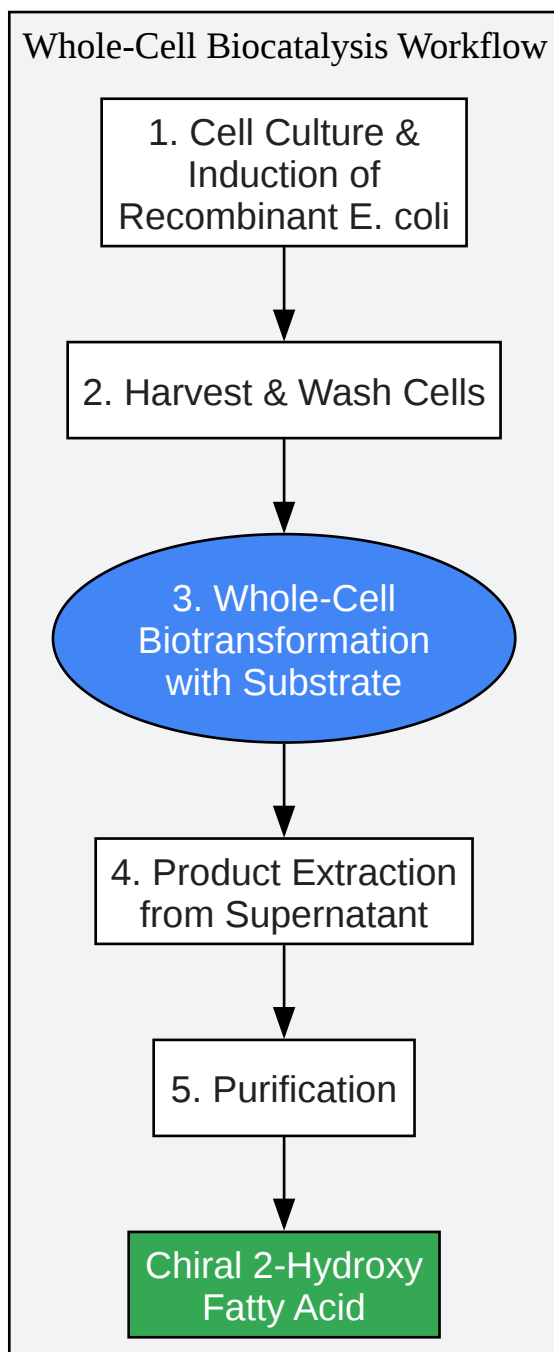 Whole-Cell Biocatalysis Workflow
1. Cell Culture &
Induction of
Recombinant E. coli
2. Harvest & Wash Cells
3. Whole-Cell
Biotransformation
with Substrate
4. Product Extraction
from Supernatant
5. Purification
Chiral 2-Hydroxy
Fatty Acid